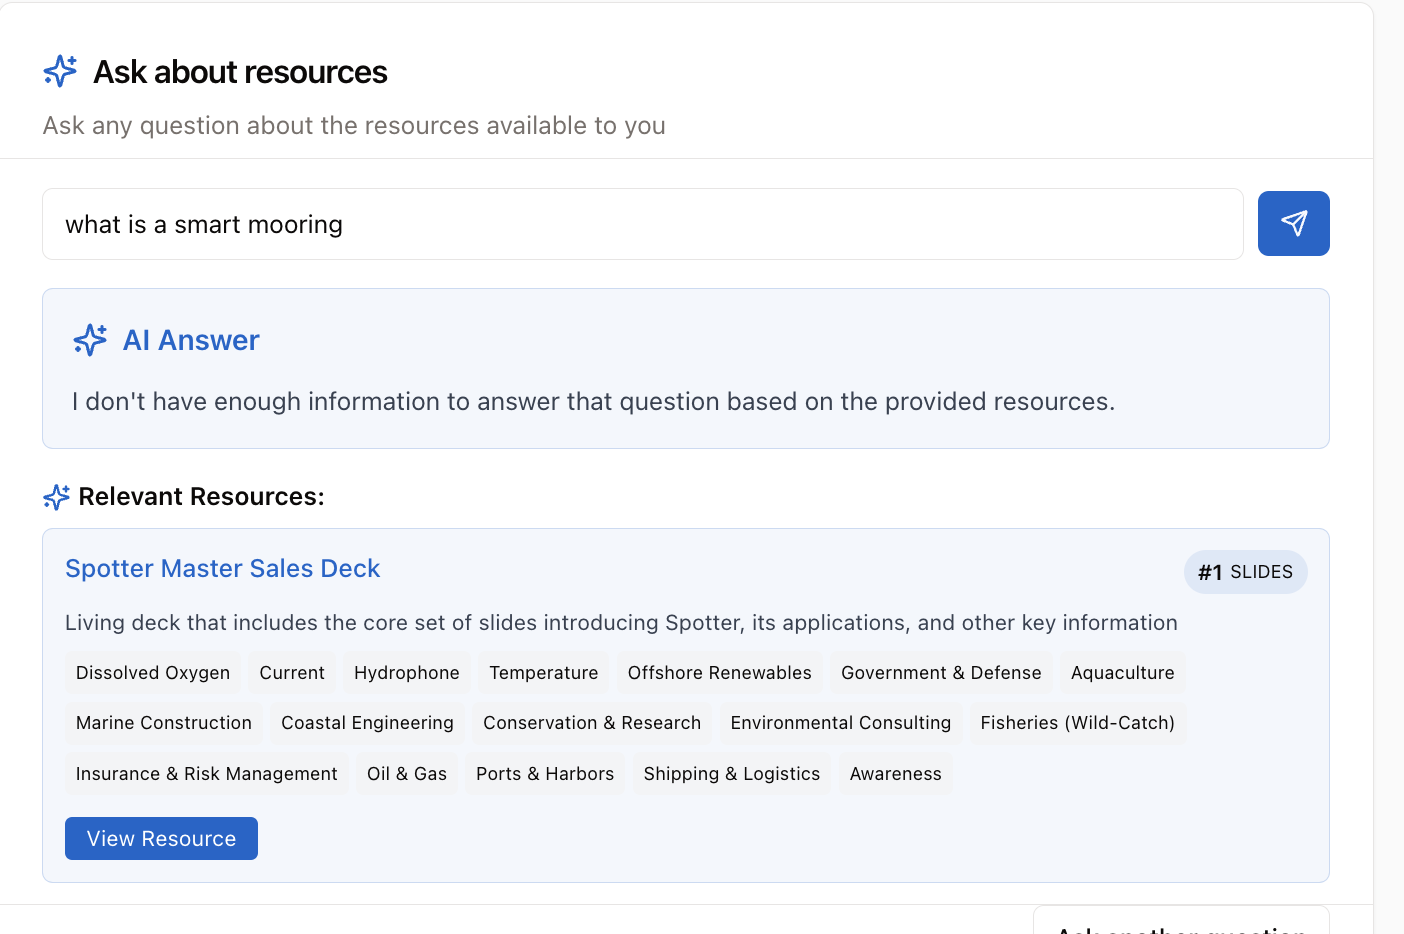 Ask about resources
Ask any question about the resources available to you
what is a smart mooring
AI Answer
I don't have enough information to answer that question based on the provided resources.
Relevant Resources:
Spotter Master Sales Deck
#1 SLIDES
Living deck that includes the core set of slides introducing Spotter, its applications, and other key information
Dissolved Oxygen Current Hydrophone Temperature Offshore Renewables Government & Defense Aquaculture
Marine Construction Coastal Engineering Conservation & Research Environmental Consulting Fisheries (Wild-Catch)
Insurance & Risk Management Oil & Gas Ports & Harbors Shipping & Logistics Awareness
View Resource
Ask another question